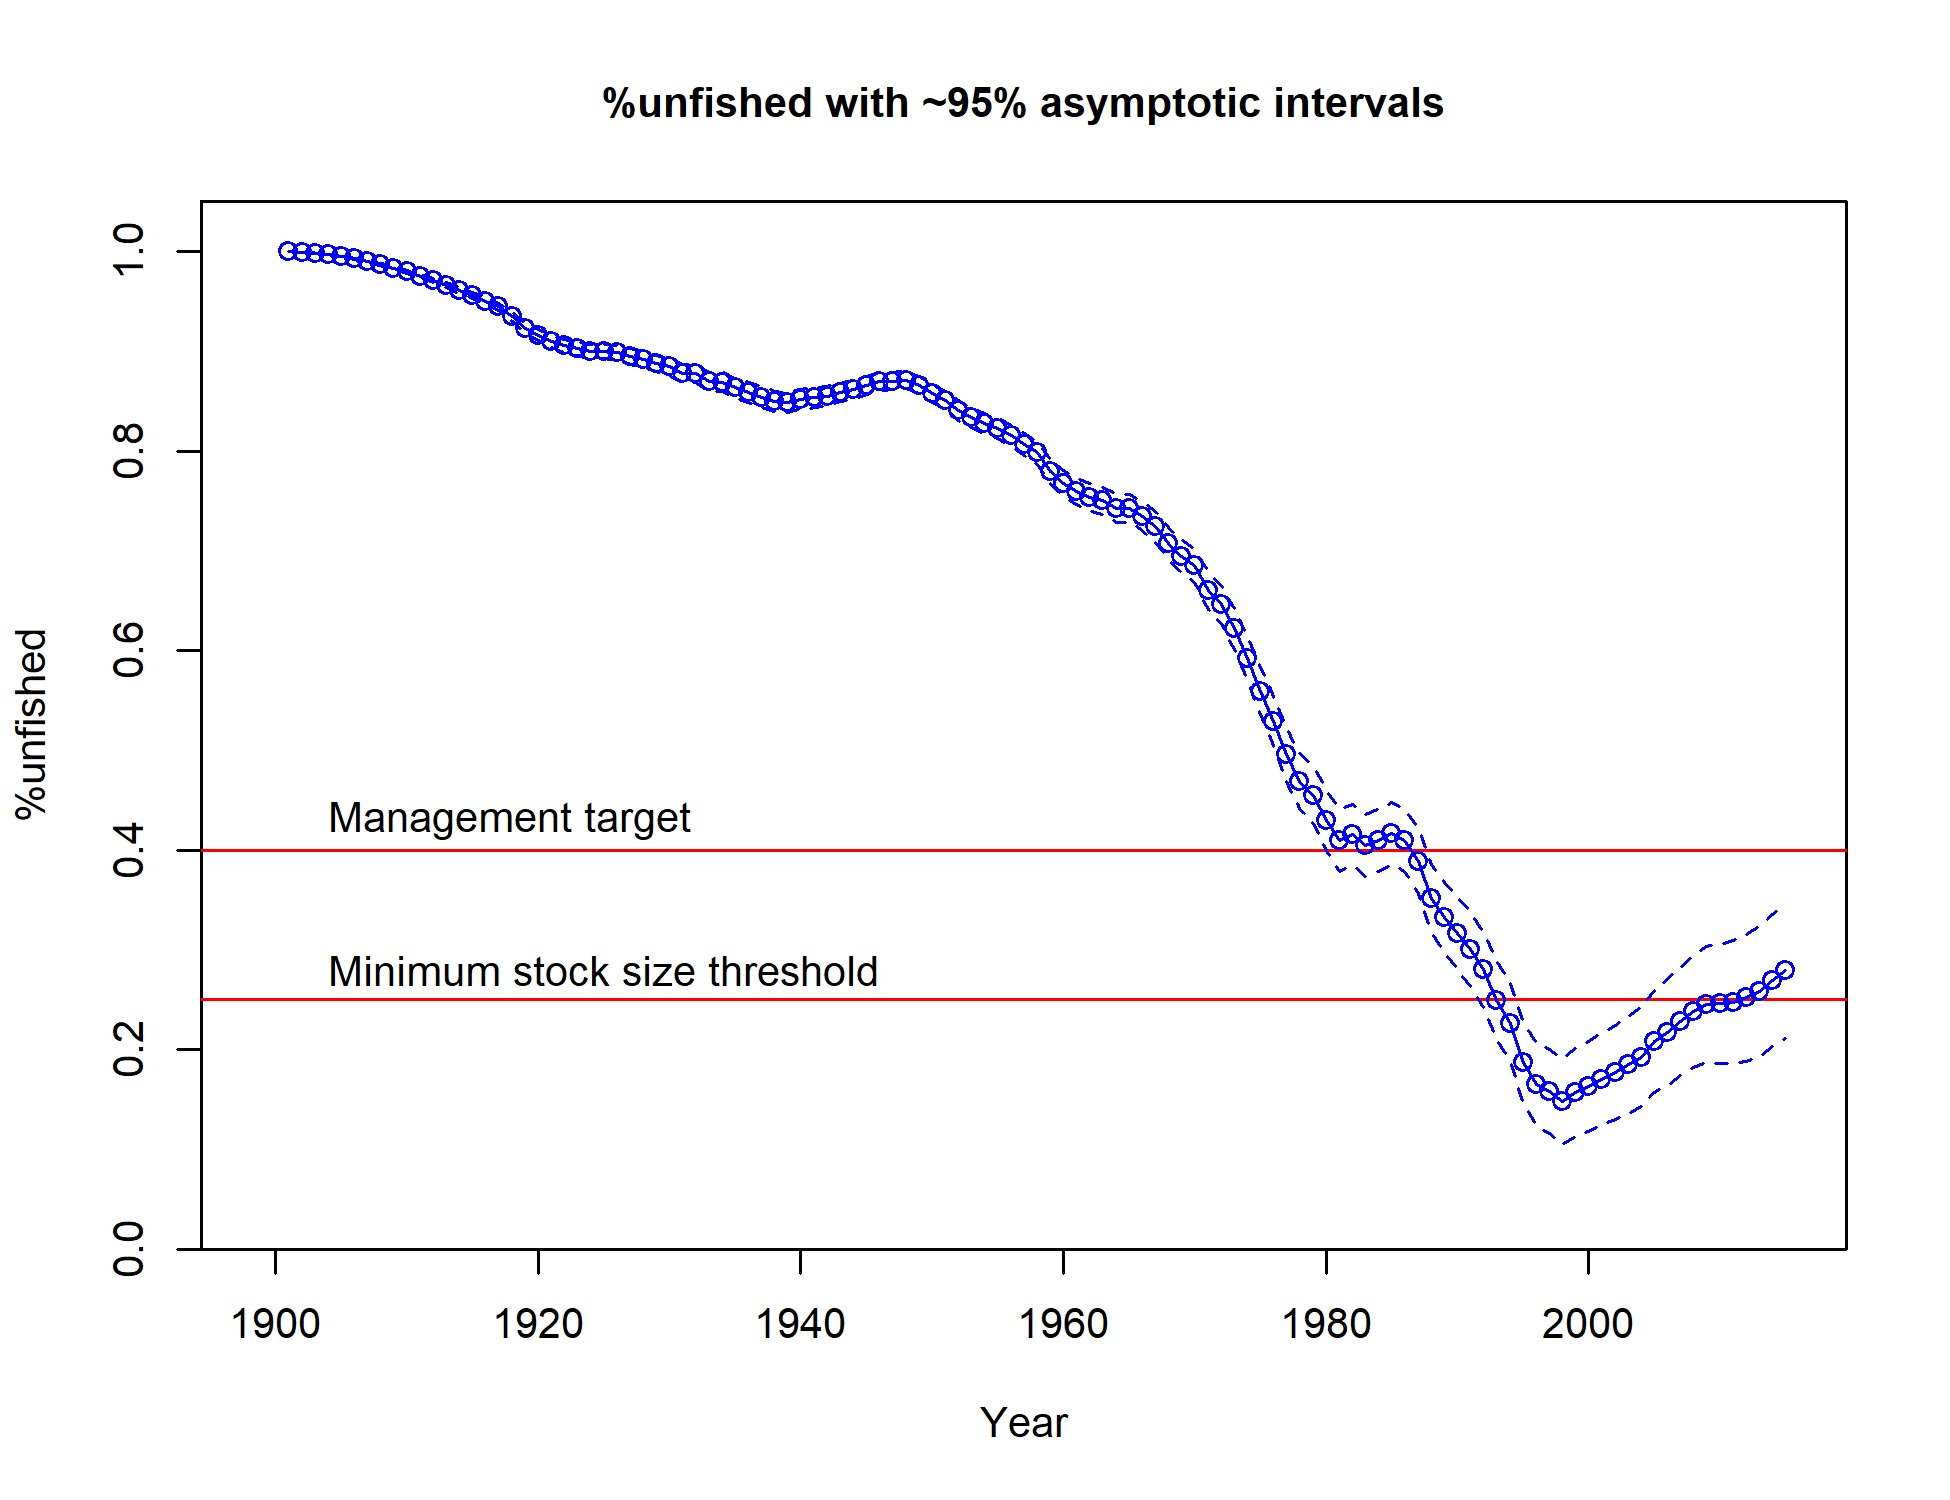 %unfished with ~95% asymptotic intervals
%unfished
1.0
0.8
0.6
0.4
0.2
0.0
Management target
Minimum stock size threshold
1900 1920 1940 1960 1980 2000
Year